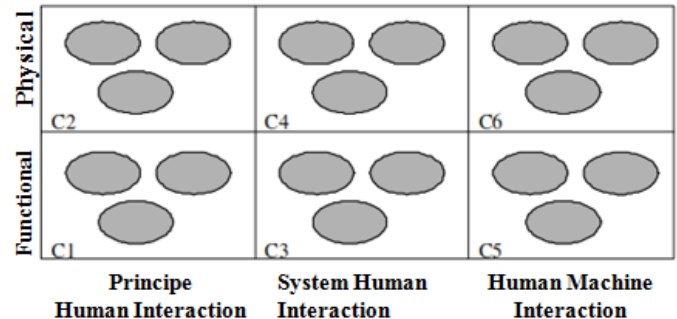 Physical
C2
C4
C6
Functional
C1
C3
C5
Principe
Human Interaction
System Human
Interaction
Human Machine
Interaction